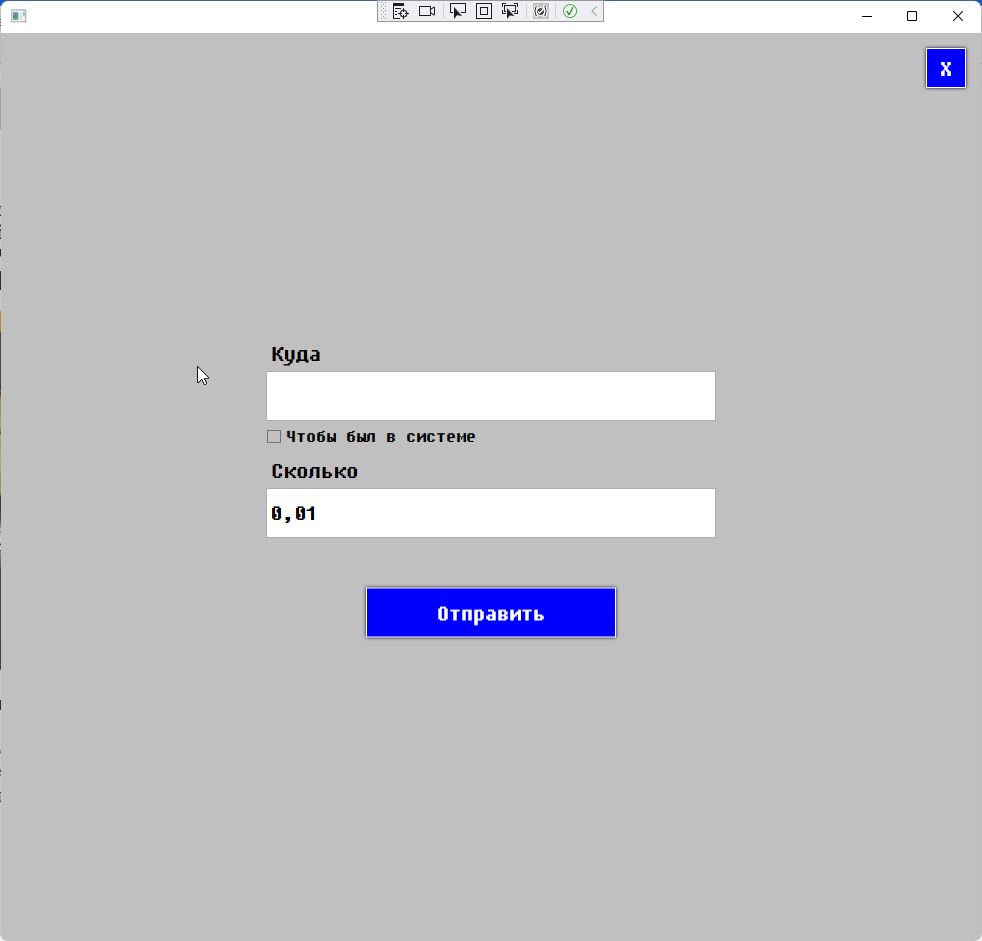 X
Куда
Чтобы был в системе
Сколько
0,01
Отправить